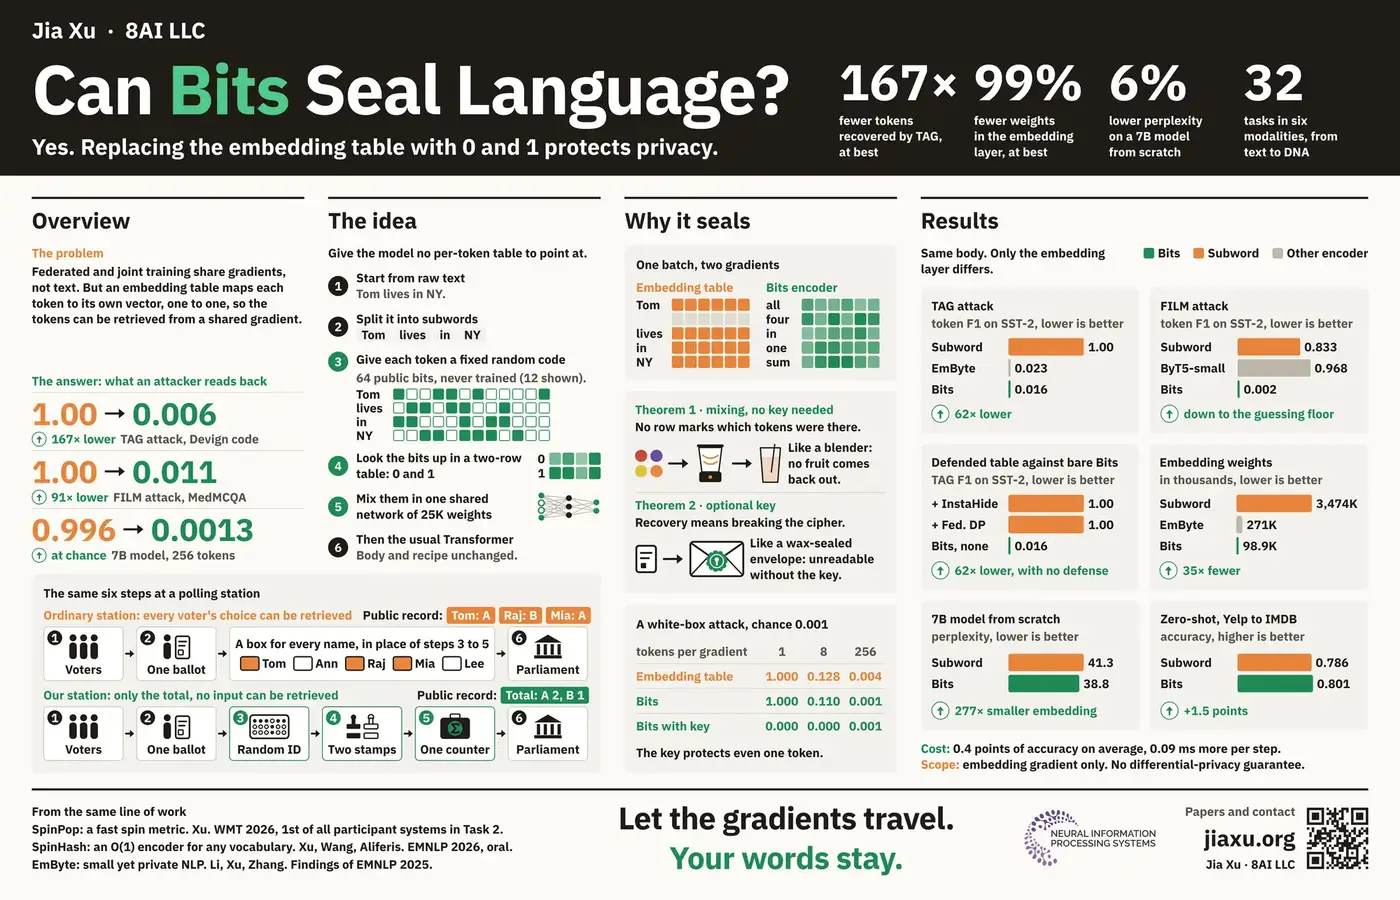 Jia Xu · 8AI LLC
Can Bits Seal Language?
Yes. Replacing the embedding table with 0 and 1 protects privacy.
167×
fewer tokens
recovered by TAG,
at best
99%
fewer weights
in the embedding
layer, at best
6%
lower perplexity
on a 7B model
from scratch
32
tasks in six
modalities, from
text to DNA
Overview
The problem
Federated and joint training share gradients,
not text. But an embedding table maps each
token to its own vector, one to one, so the
tokens can be retrieved from a shared gradient.
The answer: what an attacker reads back
1.00 → 0.006
↑ 167× lower TAG attack, Devign code
1.00 → 0.011
↑ 91× lower FILM attack, MedMCQA
0.996 → 0.0013
↑ at chance 7B model, 256 tokens
The idea
Give the model no per-token table to point at.
1 Start from raw text
Tom lives in NY.
2 Split it into subwords
Tom lives in NY
3 Give each token a fixed random code
64 public bits, never trained (12 shown).
Tom
lives
in
NY
4 Look the bits up in a two-row
table: 0 and 1
0
1
5 Mix them in one shared
network of 25K weights
6 Then the usual Transformer
Body and recipe unchanged.
The same six steps at a polling station
Ordinary station: every voter's choice can be retrieved Public record: Tom: A Raj: B Mia: A
1 Voters
2 One ballot
A box for every name, in place of steps 3 to 5
Tom Ann Raj Mia Lee
6 Parliament
Our station: only the total, no input can be retrieved Public record: Total: A 2, B 1
1 Voters
2 One ballot
3 Random ID
4 Two stamps
5 One counter
6 Parliament
Why it seals
One batch, two gradients
Embedding table
Tom
lives
in
NY
Bits encoder
all
four
in
one
sum
Theorem 1 · mixing, no key needed
No row marks which tokens were there.
Like a blender:
no fruit comes
back out.
Theorem 2 · optional key
Recovery means breaking the cipher.
Like a wax-sealed
envelope: unreadable
without the key.
A white-box attack, chance 0.001
tokens per gradient 1 8 256
Embedding table 1.000 0.128 0.004
Bits 1.000 0.110 0.001
Bits with key 0.000 0.000 0.001
The key protects even one token.
Results
Same body. Only the embedding
layer differs.
Bits Subword Other encoder
TAG attack
token F1 on SST-2, lower is better
Subword 1.00
EmByte 0.023
Bits 0.016
↑ 62× lower
FILM attack
token F1 on SST-2, lower is better
Subword 0.833
ByT5-small 0.968
Bits 0.002
↑ down to the guessing floor
Defended table against bare Bits
TAG F1 on SST-2, lower is better
+ InstaHide 1.00
+ Fed. DP 1.00
Bits, none 0.016
↑ 62× lower, with no defense
Embedding weights
in thousands, lower is better
Subword 3,474K
EmByte 271K
Bits 98.9K
↑ 35× fewer
7B model from scratch
perplexity, lower is better
Subword 41.3
Bits 38.8
↑ 277× smaller embedding
Zero-shot, Yelp to IMDB
accuracy, higher is better
Subword 0.786
Bits 0.801
↑ +1.5 points
Cost: 0.4 points of accuracy on average, 0.09 ms more per step.
Scope: embedding gradient only. No differential-privacy guarantee.
From the same line of work
SpinPop: a fast spin metric. Xu. WMT 2026, 1st of all participant systems in Task 2.
SpinHash: an O(1) encoder for any vocabulary. Xu, Wang, Aliferis. EMNLP 2026, oral.
EmByte: small yet private NLP. Li, Xu, Zhang. Findings of EMNLP 2025.
Let the gradients travel.
Your words stay.
NEURAL INFORMATION
PROCESSING SYSTEMS
Papers and contact
jiaxu.org
Jia Xu · 8AI LLC